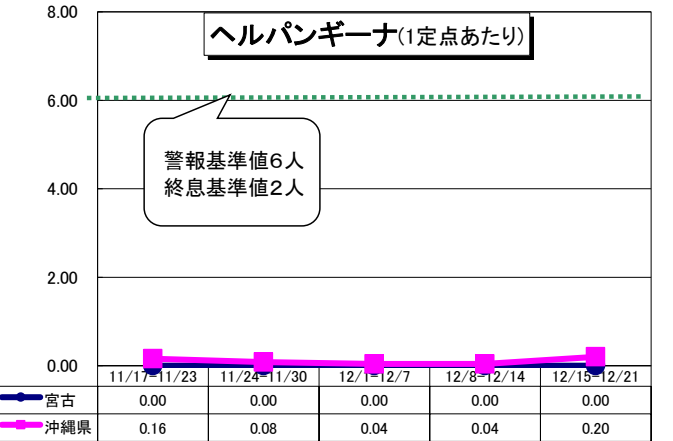 ヘルパンギーナ(1定点あたり)
8.00
6.00
4.00
2.00
0.00
警報基準値6人
終息基準値2人
11/17-11/23 11/24-11/30 12/1-12/7 12/8-12/14 12/15-12/21
宮古 0.00 0.00 0.00 0.00 0.00
沖縄県 0.16 0.08 0.04 0.04 0.20